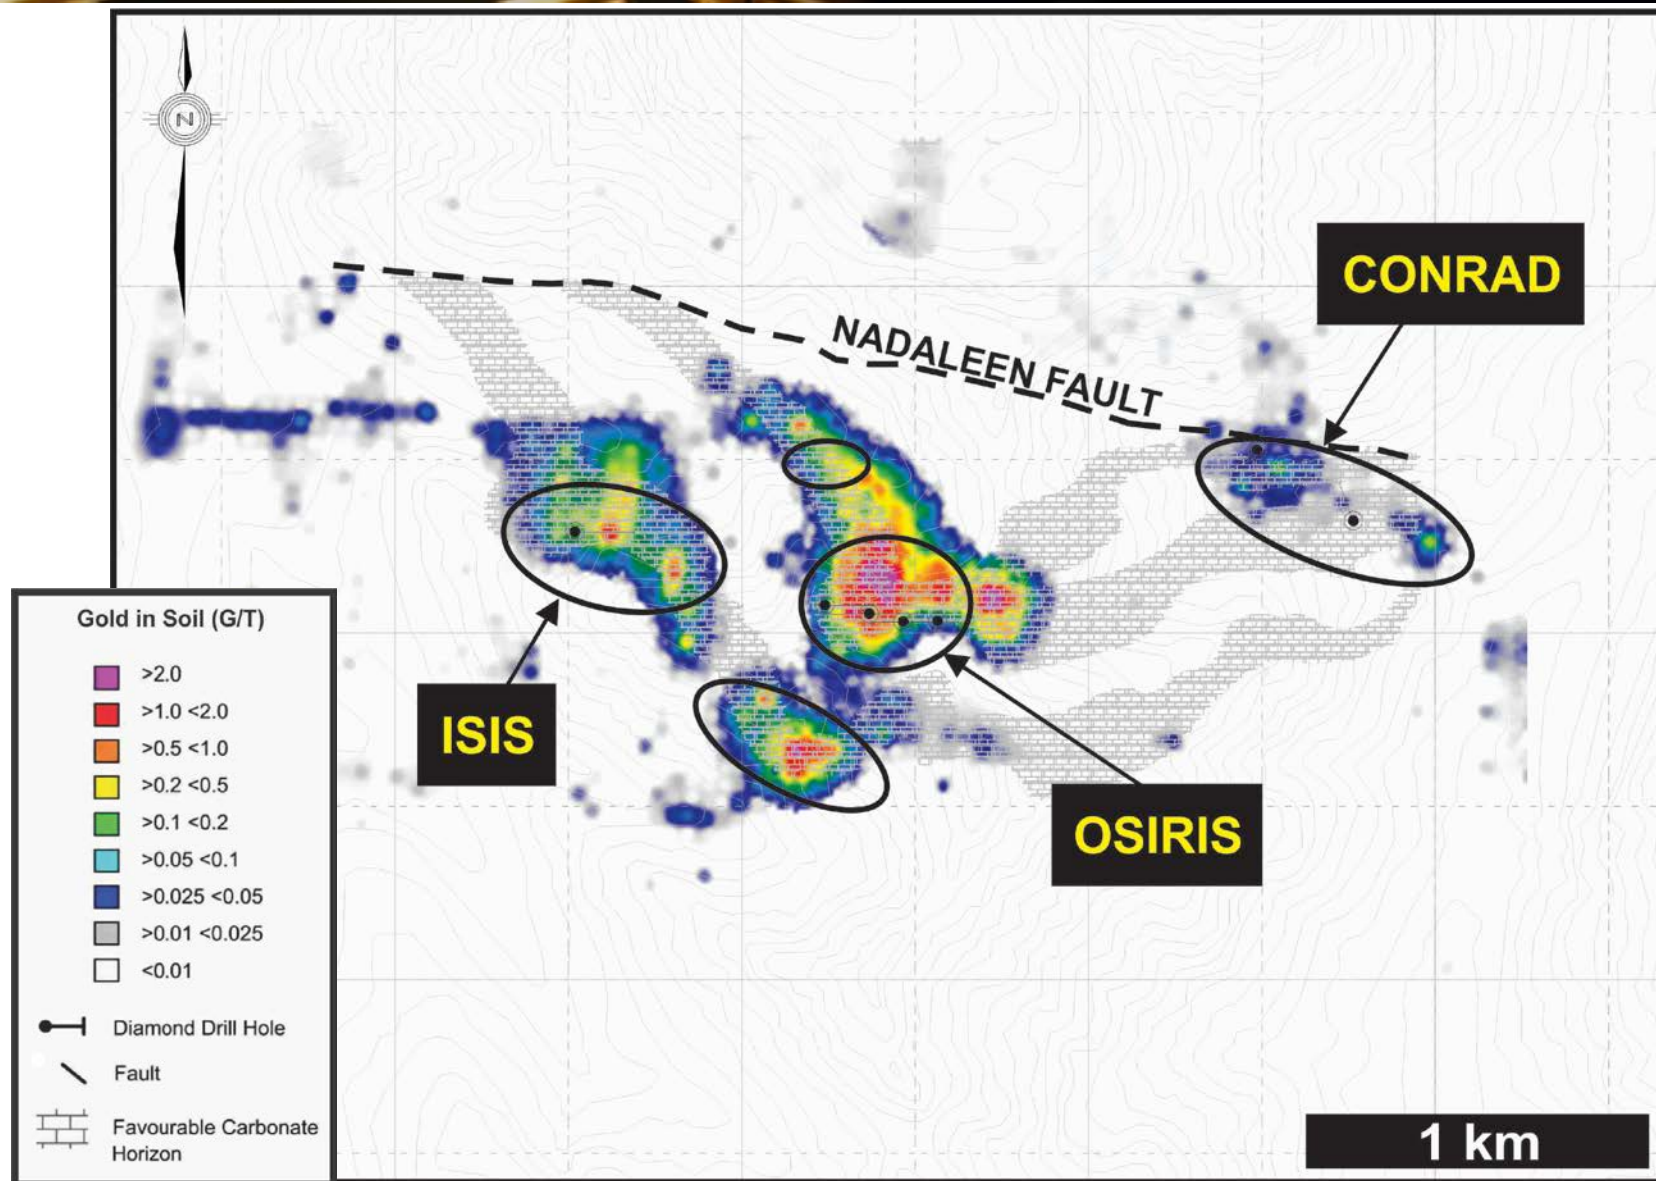 N
CONRAD
NADALEEN FAULT
ISIS
OSIRIS
Gold in Soil (G/T)
>2.0
>1.0 <2.0
>0.5 <1.0
>0.2 <0.5
>0.1 <0.2
>0.05 <0.1
>0.025 <0.05
>0.01 <0.025
<0.01
Diamond Drill Hole
Fault
Favourable Carbonate
Horizon
1 km